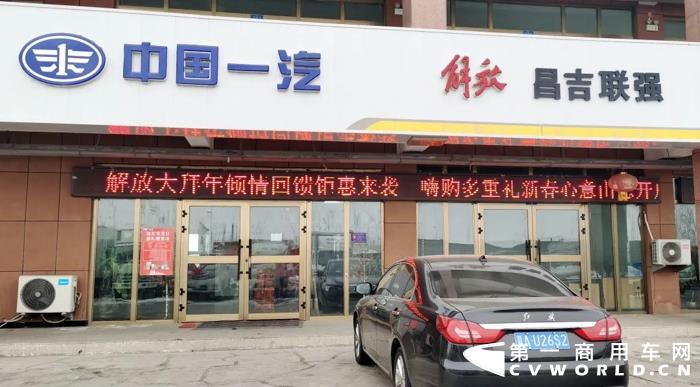 中国一汽
解放
昌吉联强
解放大拜年倾情回馈钜惠来袭 嗨购多重礼新春心意
红旗
U26S2
第一商用车网
CVWORLD.CN